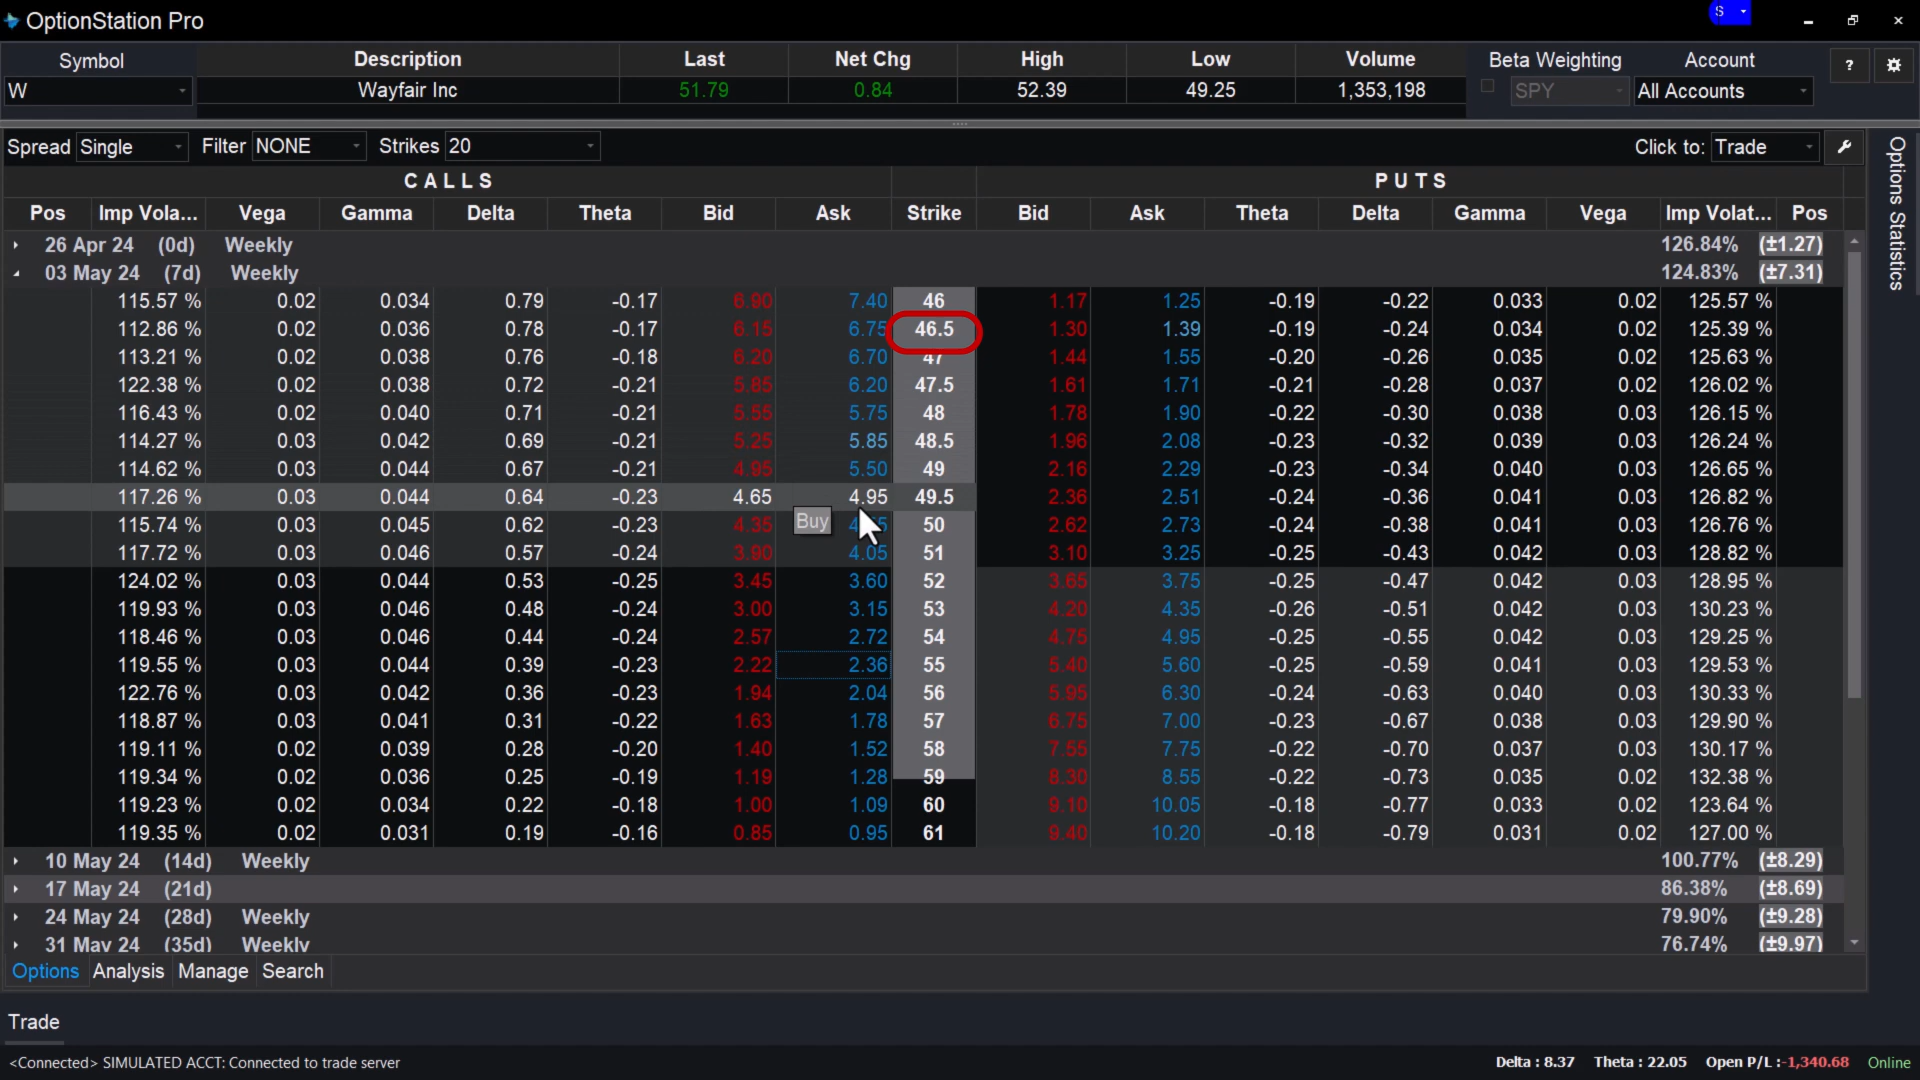 OptionStation Pro
S
Symbol Description Last Net Chg High Low Volume Beta Weighting Account ?
W Wayfair Inc 51.79 0.84 52.39 49.25 1,353,198 SPY All Accounts
Spread Single Filter NONE Strikes 20 Click to: Trade
Options Statistics
CALLS PUTS
Pos Imp Vola... Vega Gamma Delta Theta Bid Ask Strike Bid Ask Theta Delta Gamma Vega Imp Volat... Pos
26 Apr 24 (0d) Weekly 126.84% (±1.27)
03 May 24 (7d) Weekly 124.83% (±7.31)
115.57 % 0.02 0.034 0.79 -0.17 6.90 7.40 46 1.17 1.25 -0.19 -0.22 0.033 0.02 125.57 %
112.86 % 0.02 0.036 0.78 -0.17 6.15 6.75 46.5 1.30 1.39 -0.19 -0.24 0.034 0.02 125.39 %
113.21 % 0.02 0.038 0.76 -0.18 6.20 6.70 47 1.44 1.55 -0.20 -0.26 0.035 0.02 125.63 %
122.38 % 0.02 0.038 0.72 -0.21 5.85 6.20 47.5 1.61 1.71 -0.21 -0.28 0.037 0.02 126.02 %
116.43 % 0.02 0.040 0.71 -0.21 5.55 5.75 48 1.78 1.90 -0.22 -0.30 0.038 0.02 126.15 %
114.27 % 0.03 0.042 0.69 -0.21 5.25 5.85 48.5 1.96 2.08 -0.23 -0.32 0.039 0.03 126.24 %
114.62 % 0.03 0.044 0.67 -0.21 4.95 5.50 49 2.16 2.29 -0.23 -0.34 0.040 0.03 126.65 %
117.26 % 0.03 0.044 0.64 -0.23 4.65 4.95 49.5 2.36 2.51 -0.24 -0.36 0.041 0.03 126.82 %
Buy
115.74 % 0.03 0.045 0.62 -0.23 4.35 50 2.62 2.73 -0.24 -0.38 0.041 0.03 126.76 %
117.72 % 0.03 0.046 0.57 -0.24 3.90 4.05 51 3.10 3.25 -0.25 -0.43 0.042 0.03 128.82 %
124.02 % 0.03 0.044 0.53 -0.25 3.45 3.60 52 3.65 3.75 -0.25 -0.47 0.042 0.03 128.95 %
119.93 % 0.03 0.046 0.48 -0.24 3.00 3.15 53 4.20 4.35 -0.26 -0.51 0.042 0.03 130.23 %
118.46 % 0.03 0.046 0.44 -0.24 2.57 2.72 54 4.75 4.95 -0.25 -0.55 0.042 0.03 129.25 %
119.55 % 0.03 0.044 0.39 -0.23 2.22 2.36 55 5.40 5.60 -0.25 -0.59 0.041 0.03 129.53 %
122.76 % 0.03 0.042 0.36 -0.23 1.94 2.04 56 5.95 6.30 -0.24 -0.63 0.040 0.03 130.33 %
118.87 % 0.03 0.041 0.31 -0.22 1.63 1.78 57 6.75 7.00 -0.23 -0.67 0.038 0.03 129.90 %
119.11 % 0.02 0.039 0.28 -0.20 1.40 1.52 58 7.55 7.75 -0.22 -0.70 0.037 0.03 130.17 %
119.34 % 0.02 0.036 0.25 -0.19 1.19 1.28 59 8.30 8.55 -0.22 -0.73 0.035 0.02 132.38 %
119.23 % 0.02 0.034 0.22 -0.18 1.00 1.09 60 9.10 10.05 -0.18 -0.77 0.033 0.02 123.64 %
119.35 % 0.02 0.031 0.19 -0.16 0.85 0.95 61 9.40 10.20 -0.18 -0.79 0.031 0.02 127.00 %
10 May 24 (14d) Weekly 100.77% (±8.29)
17 May 24 (21d) 86.38% (±8.69)
24 May 24 (28d) Weekly 79.90% (±9.28)
31 May 24 (35d) Weekly 76.74% (±9.97)
Options Analysis Manage Search
Trade
<Connected> SIMULATED ACCT: Connected to trade server Delta : 8.37 Theta : 22.05 Open P/L :-1,340.68 Online